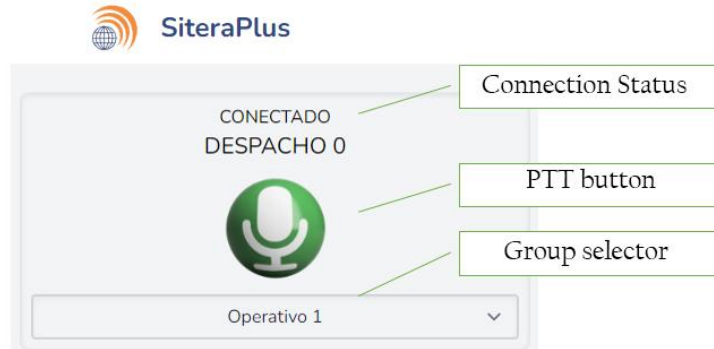 SiteraPlus
Connection Status
CONECTADO
DESPACHO 0
PTT button
Group selector
Operativo 1